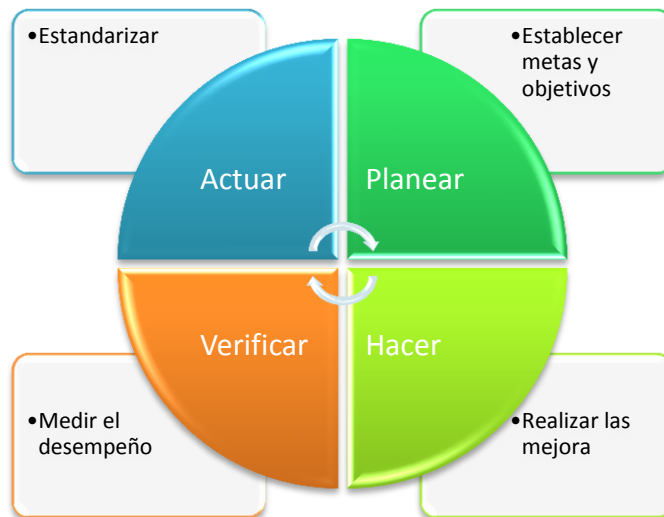 •Estandarizar
•Establecer
metas y
objetivos
Actuar
Planear
Verificar
Hacer
•Medir el
desempeño
•Realizar las
mejora